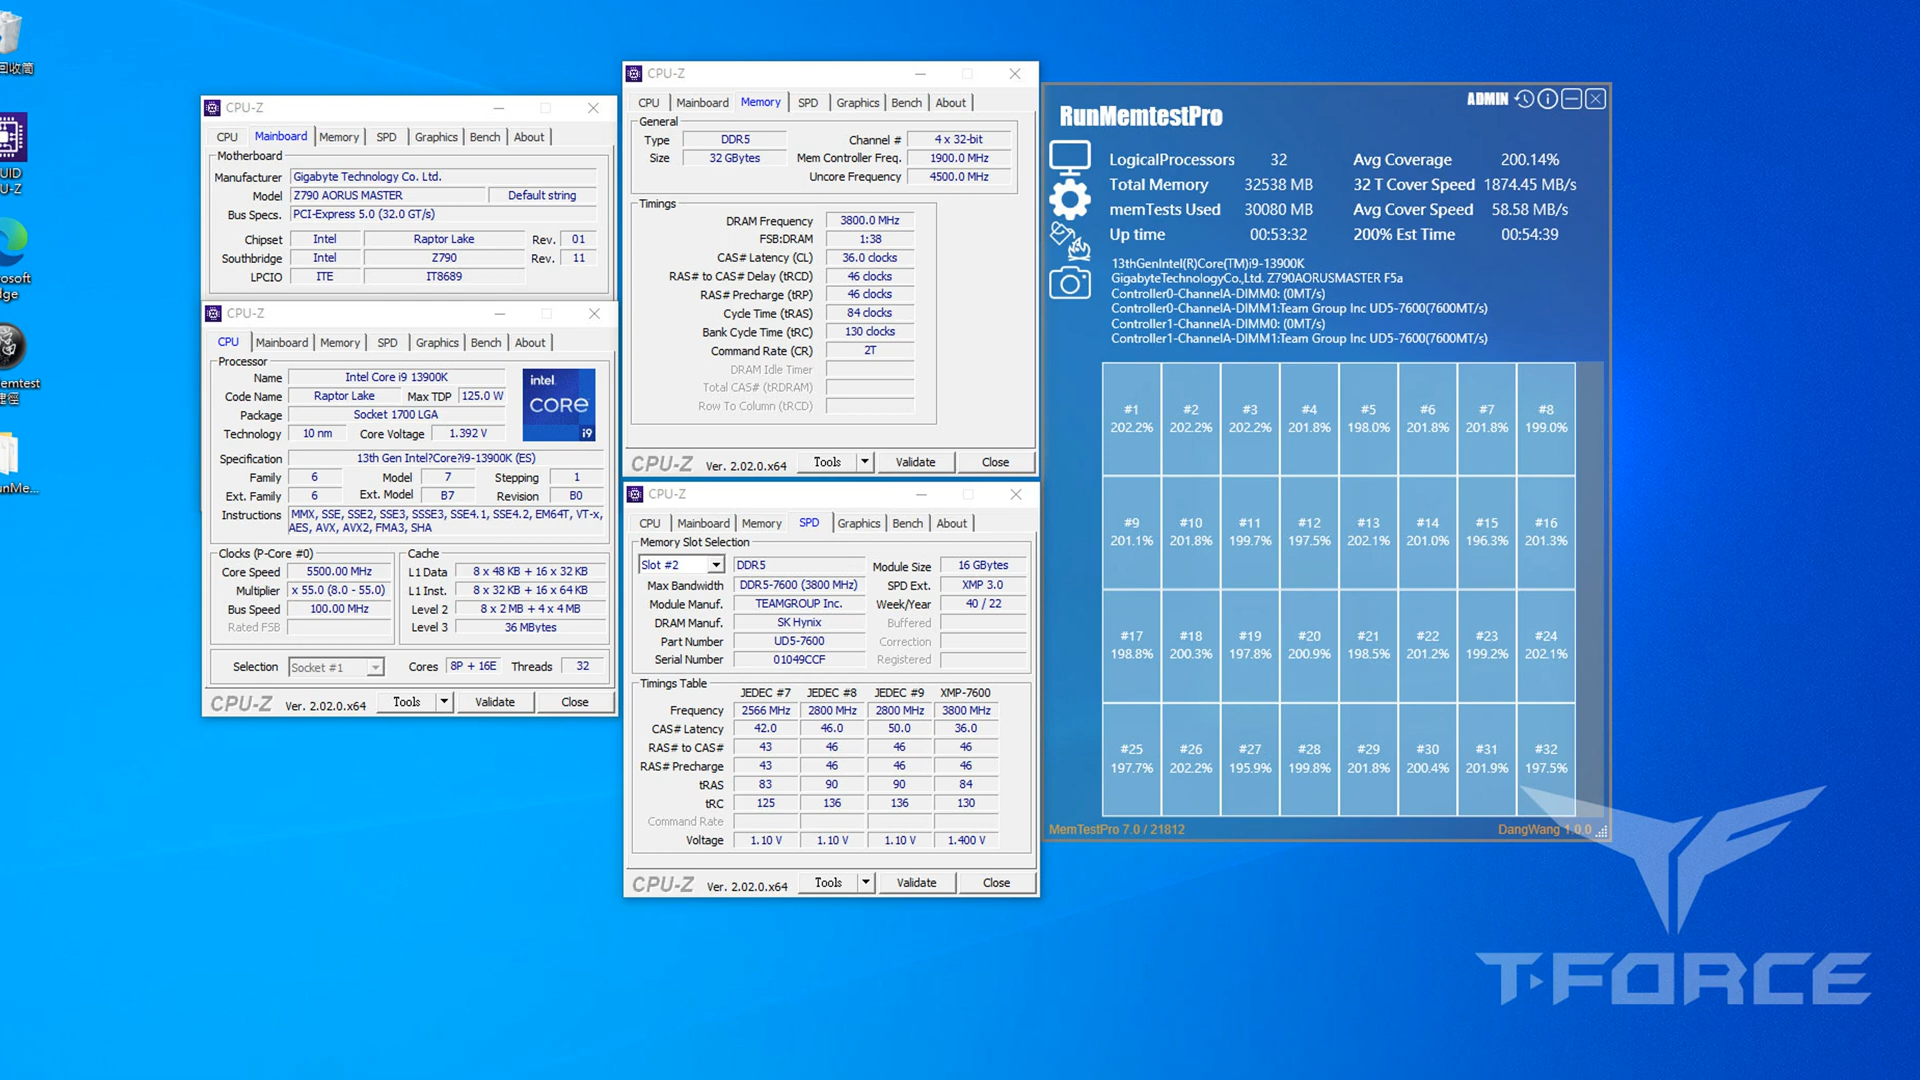 回收筒
UID
U-Z
osoft
dge
emtest
unMe...
CPU-Z
CPU Mainboard Memory SPD Graphics Bench About
Motherboard
Manufacturer Gigabyte Technology Co. Ltd.
Model Z790 AORUS MASTER Default string
Bus Specs. PCI-Express 5.0 (32.0 GT/s)
Chipset Intel Raptor Lake Rev. 01
Southbridge Intel Z790 Rev. 11
LPCIO ITE IT8689
CPU-Z
CPU Mainboard Memory SPD Graphics Bench About
Processor
Name Intel Core i9 13900K
Code Name Raptor Lake Max TDP 125.0 W
Package Socket 1700 LGA
Technology 10 nm Core Voltage 1.392 V
intel
CORE
i9
Specification 13th Gen Intel?Core?i9-13900K (ES)
Family 6 Model 7 Stepping 1
Ext. Family 6 Ext. Model B7 Revision B0
Instructions MMX, SSE, SSE2, SSE3, SSSE3, SSE4.1, SSE4.2, EM64T, VT-x,
AES, AVX, AVX2, FMA3, SHA
Clocks (P-Core #0)
Core Speed 5500.00 MHz
Multiplier x 55.0 (8.0 - 55.0)
Bus Speed 100.00 MHz
Rated FSB
Cache
L1 Data 8 x 48 KB + 16 x 32 KB
L1 Inst. 8 x 32 KB + 16 x 64 KB
Level 2 8 x 2 MB + 4 x 4 MB
Level 3 36 MBytes
Selection Socket #1 Cores 8P + 16E Threads 32
CPU-Z Ver. 2.02.0.x64 Tools Validate Close
CPU-Z
CPU Mainboard Memory SPD Graphics Bench About
General
Type DDR5 Channel # 4 x 32-bit
Size 32 GBytes Mem Controller Freq. 1900.0 MHz
Uncore Frequency 4500.0 MHz
Timings
DRAM Frequency 3800.0 MHz
FSB:DRAM 1:38
CAS# Latency (CL) 36.0 clocks
RAS# to CAS# Delay (tRCD) 46 clocks
RAS# Precharge (tRP) 46 clocks
Cycle Time (tRAS) 84 clocks
Bank Cycle Time (tRC) 130 clocks
Command Rate (CR) 2T
DRAM Idle Timer
Total CAS# (tRDRAM)
Row To Column (tRCD)
CPU-Z Ver. 2.02.0.x64 Tools Validate Close
CPU-Z
CPU Mainboard Memory SPD Graphics Bench About
Memory Slot Selection
Slot #2 DDR5 Module Size 16 GBytes
Max Bandwidth DDR5-7600 (3800 MHz) SPD Ext. XMP 3.0
Module Manuf. TEAMGROUP Inc. Week/Year 40 / 22
DRAM Manuf. SK Hynix Buffered
Part Number UD5-7600 Correction
Serial Number 01049CCF Registered
Timings Table
JEDEC #7 JEDEC #8 JEDEC #9 XMP-7600
Frequency 2566 MHz 2800 MHz 2800 MHz 3800 MHz
CAS# Latency 42.0 46.0 50.0 36.0
RAS# to CAS# 43 46 46 46
RAS# Precharge 43 46 46 46
tRAS 83 90 90 84
tRC 125 136 136 130
Command Rate
Voltage 1.10 V 1.10 V 1.10 V 1.400 V
CPU-Z Ver. 2.02.0.x64 Tools Validate Close
ADMIN
RunMemtestPro
LogicalProcessors 32 Avg Coverage 200.14%
Total Memory 32538 MB 32 T Cover Speed 1874.45 MB/s
memTests Used 30080 MB Avg Cover Speed 58.58 MB/s
Up time 00:53:32 200% Est Time 00:54:39
13thGenIntel(R)Core(TM)i9-13900K
GigabyteTechnologyCo.,Ltd. Z790AORUSMASTER F5a
Controller0-ChannelA-DIMM0: (0MT/s)
Controller0-ChannelA-DIMM1:Team Group Inc UD5-7600(7600MT/s)
Controller1-ChannelA-DIMM0: (0MT/s)
Controller1-ChannelA-DIMM1:Team Group Inc UD5-7600(7600MT/s)
#1 #2 #3 #4 #5 #6 #7 #8
202.2% 202.2% 202.2% 201.8% 198.0% 201.8% 201.8% 199.0%
#9 #10 #11 #12 #13 #14 #15 #16
201.1% 201.8% 199.7% 197.5% 202.1% 201.0% 196.3% 201.3%
#17 #18 #19 #20 #21 #22 #23 #24
198.8% 200.3% 197.8% 200.9% 198.5% 201.2% 199.2% 202.1%
#25 #26 #27 #28 #29 #30 #31 #32
197.7% 202.2% 195.9% 199.8% 201.8% 200.4% 201.9% 197.5%
MemTestPro 7.0 / 21812 DangWang 1.0.0
T-FORCE